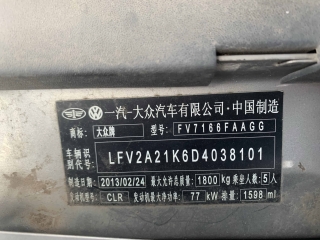 一汽-大众汽车有限公司·中国制造
商标: 大众牌 型号: FV7166FAAGG
车辆识别代号: LFV2A21K6D4038101
制造日期: 2013/02/24 最大允许总质量: 1800 kg 乘坐人数: 5人
发动机型号: CLR 发动机最大净功率: 77 kW 排量: 1598 ml